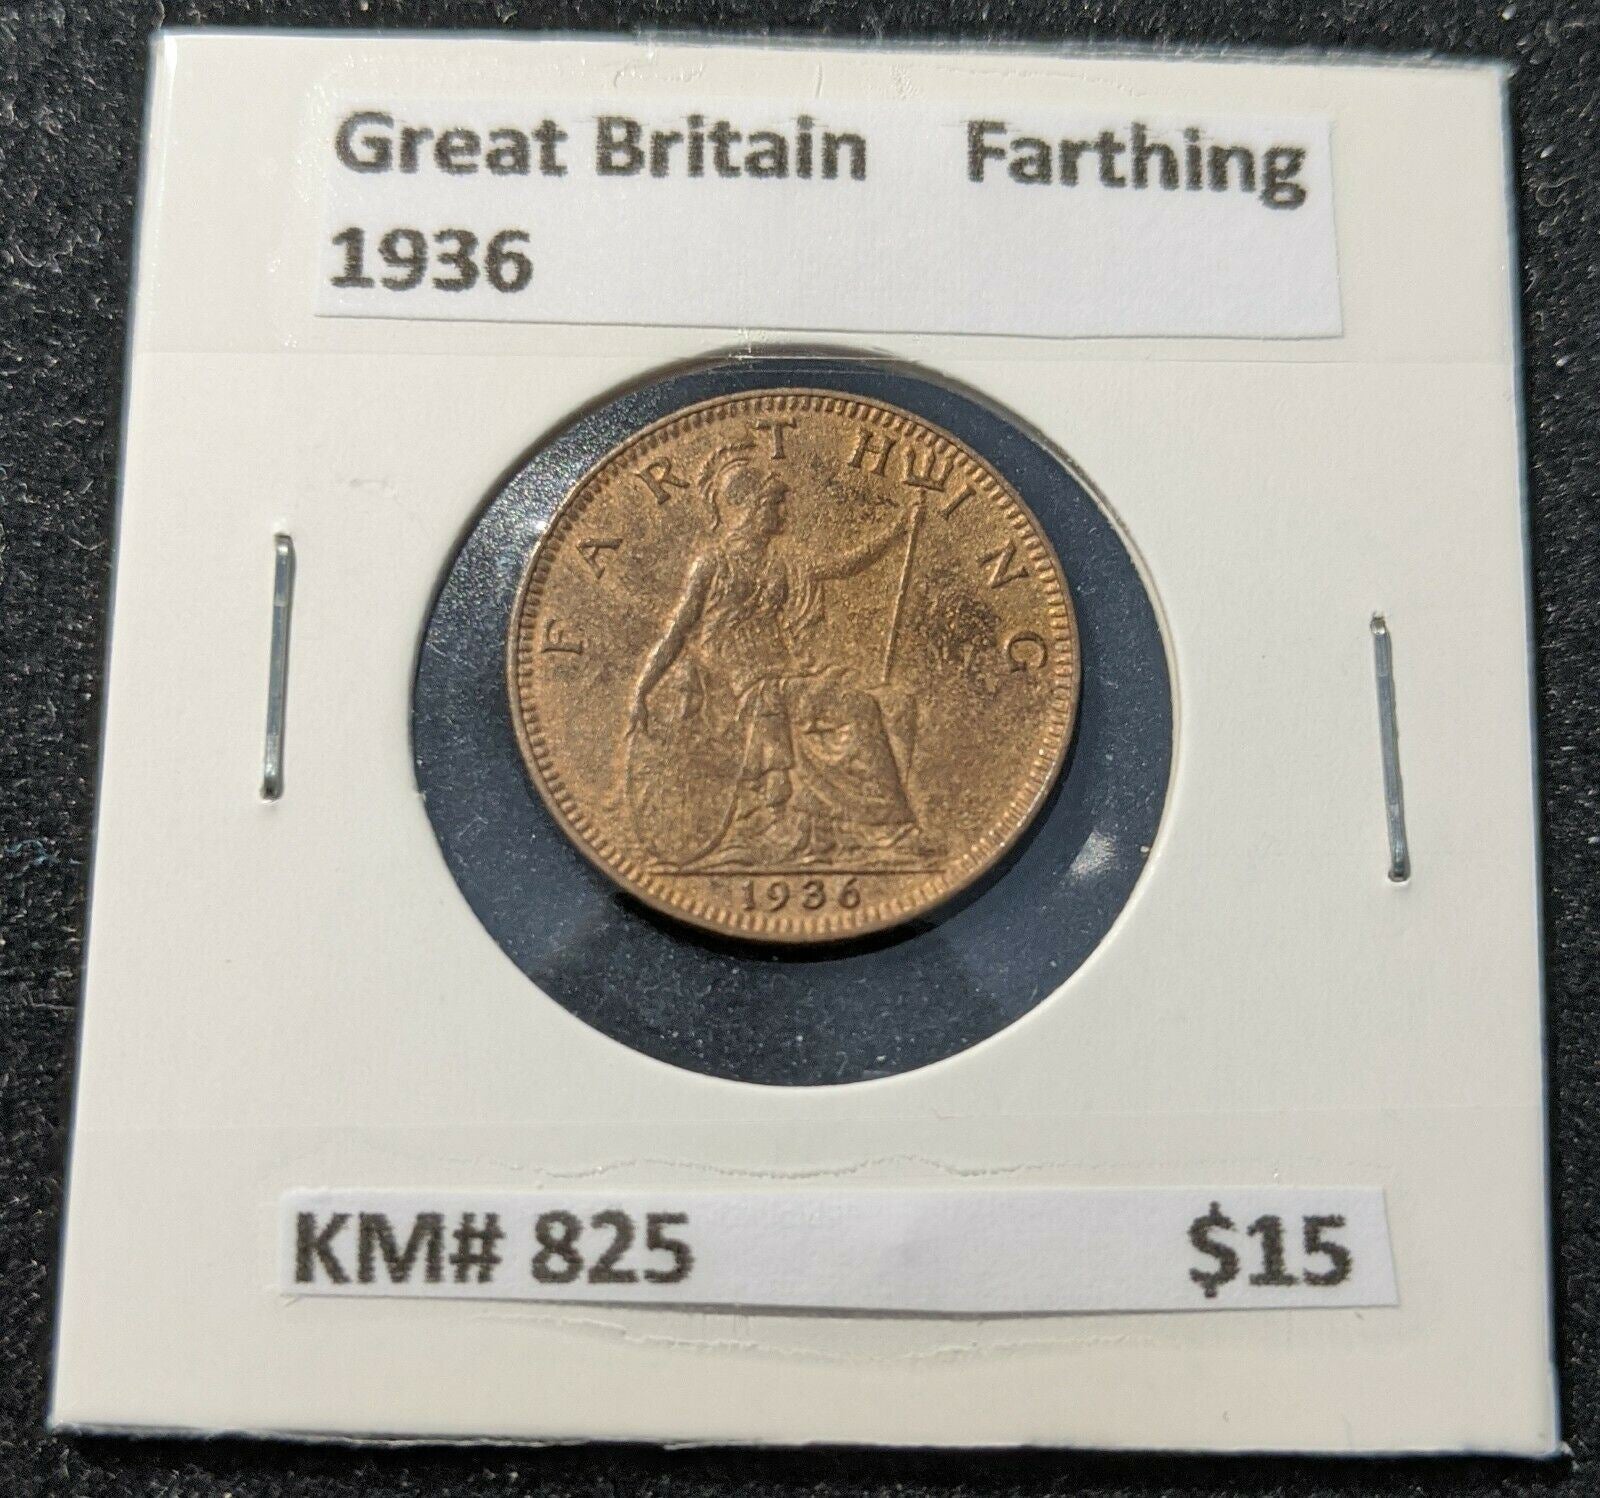 Great Britain Farthing
1936
FARTHING
1936
KM# 825 $15